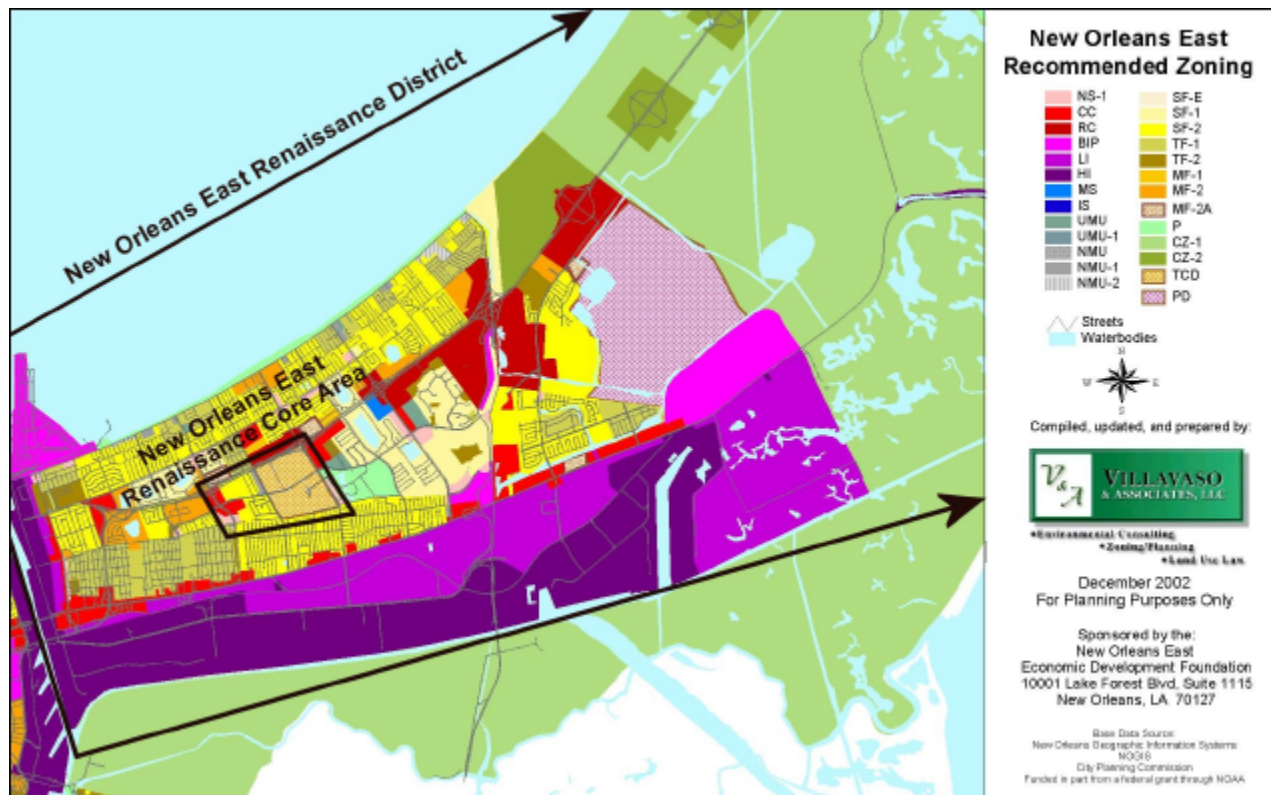 New Orleans East Renaissance District
New Orleans East
Renaissance Core Area
New Orleans East
Recommended Zoning
NS-1
CC
RC
BIP
LI
HI
MS
IS
UMU
UMU-1
NMU
NMU-1
NMU-2
SF-E
SF-1
SF-2
TF-1
TF-2
MF-1
MF-2
MF-2A
P
CZ-1
CZ-2
TCD
PD
Streets
Waterbodies
N
W E
S
Compiled, updated, and prepared by:
V&A
VILLAVASO
& ASSOCIATES, LLC
*Environmental Consulting
*Zoning/Planning
*Land Use Law
December 2002
For Planning Purposes Only
Sponsored by the:
New Orleans East
Economic Development Foundation
10001 Lake Forest Blvd, Suite 1115
New Orleans, LA 70127
Base Data Source:
New Orleans Geographic Information Systems
NOGIS
City Planning Commission
Funded in part from a federal grant through NOAA